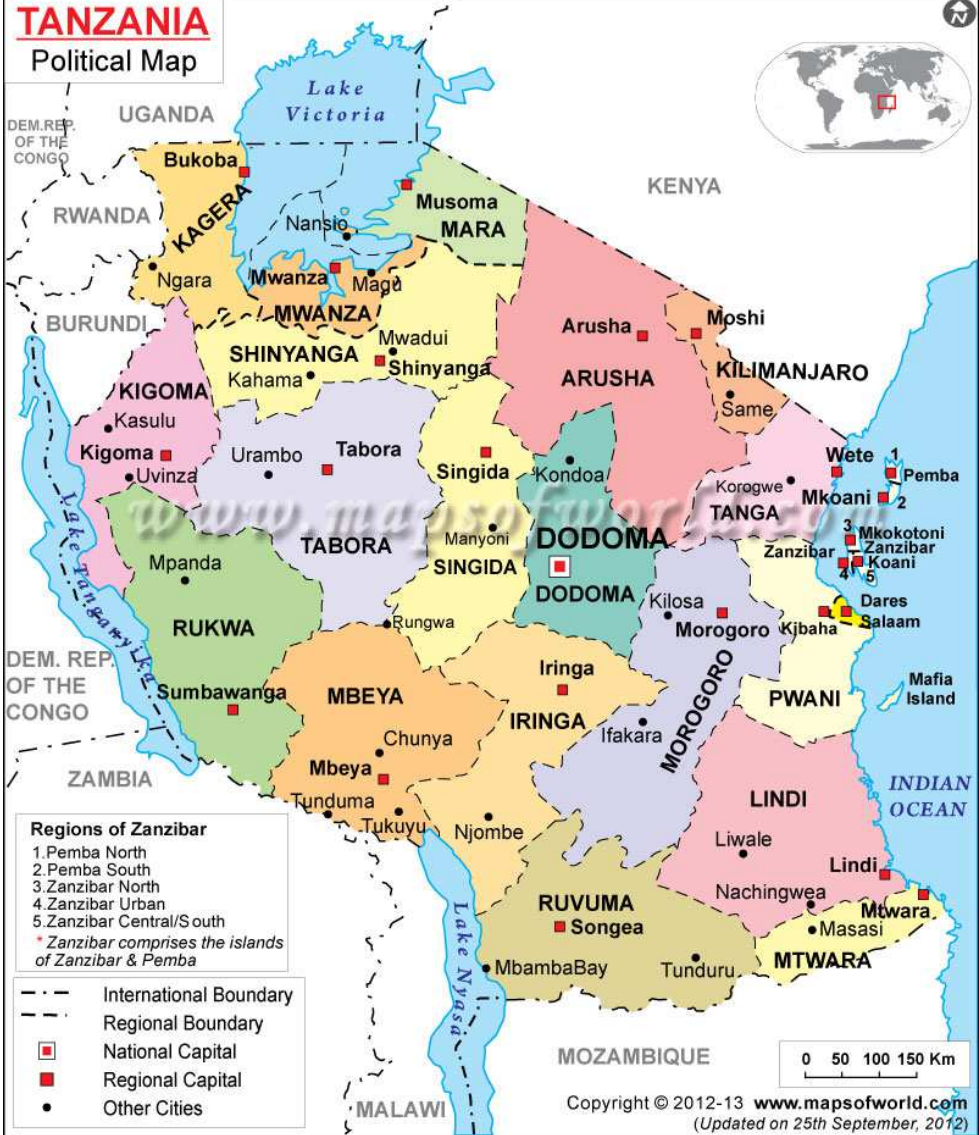 TANZANIA
Political Map
N
Lake
Victoria
UGANDA
DEM.REP.
OF THE
CONGO
Bukoba
KENYA
RWANDA
KAGERA
Musoma
MARA
Nansio
Ngara
Mwanza
Magu
MWANZA
BURUNDI
Arusha
Moshi
Mwadui
SHINYANGA
Shinyanga
Kahama
KIGOMA
ARUSHA
KILIMANJARO
Same
Kasulu
Kigoma
Uvinza
Urambo
Tabora
Singida
Kondoa
Wete
1
Pemba
Korogwe
Mkoani
2
TANGA
www.mapsofworld.com
Lake Tanganyika
TABORA
Manyoni
SINGIDA
DODOMA
DODOMA
3
Mkokotoni
Zanzibar
Zanzibar
Koani
4
5
Mpanda
RUKWA
Rungwa
Kilosa
Morogoro
Kibaha
Dares
Salaam
DEM. REP.
OF THE
CONGO
Sumbawanga
MBEYA
Iringa
IRINGA
MOROGORO
PWANI
Mafia
Island
Ifakara
Chunya
Mbeya
ZAMBIA
Tunduma
Tukuyu
Njombe
LINDI
INDIAN
OCEAN
Liwale
Lindi
Nachingwea
Mtwara
Masasi
MTWARA
RUVUMA
Songea
MbambaBay
Tunduru
Lake Nyasa
Regions of Zanzibar
1.Pemba North
2.Pemba South
3.Zanzibar North
4.Zanzibar Urban
5.Zanzibar Central/South
* Zanzibar comprises the islands
of Zanzibar & Pemba
International Boundary
Regional Boundary
National Capital
Regional Capital
Other Cities
MALAWI
MOZAMBIQUE
0 50 100 150 Km
Copyright © 2012-13 www.mapsofworld.com
(Updated on 25th September, 2012)